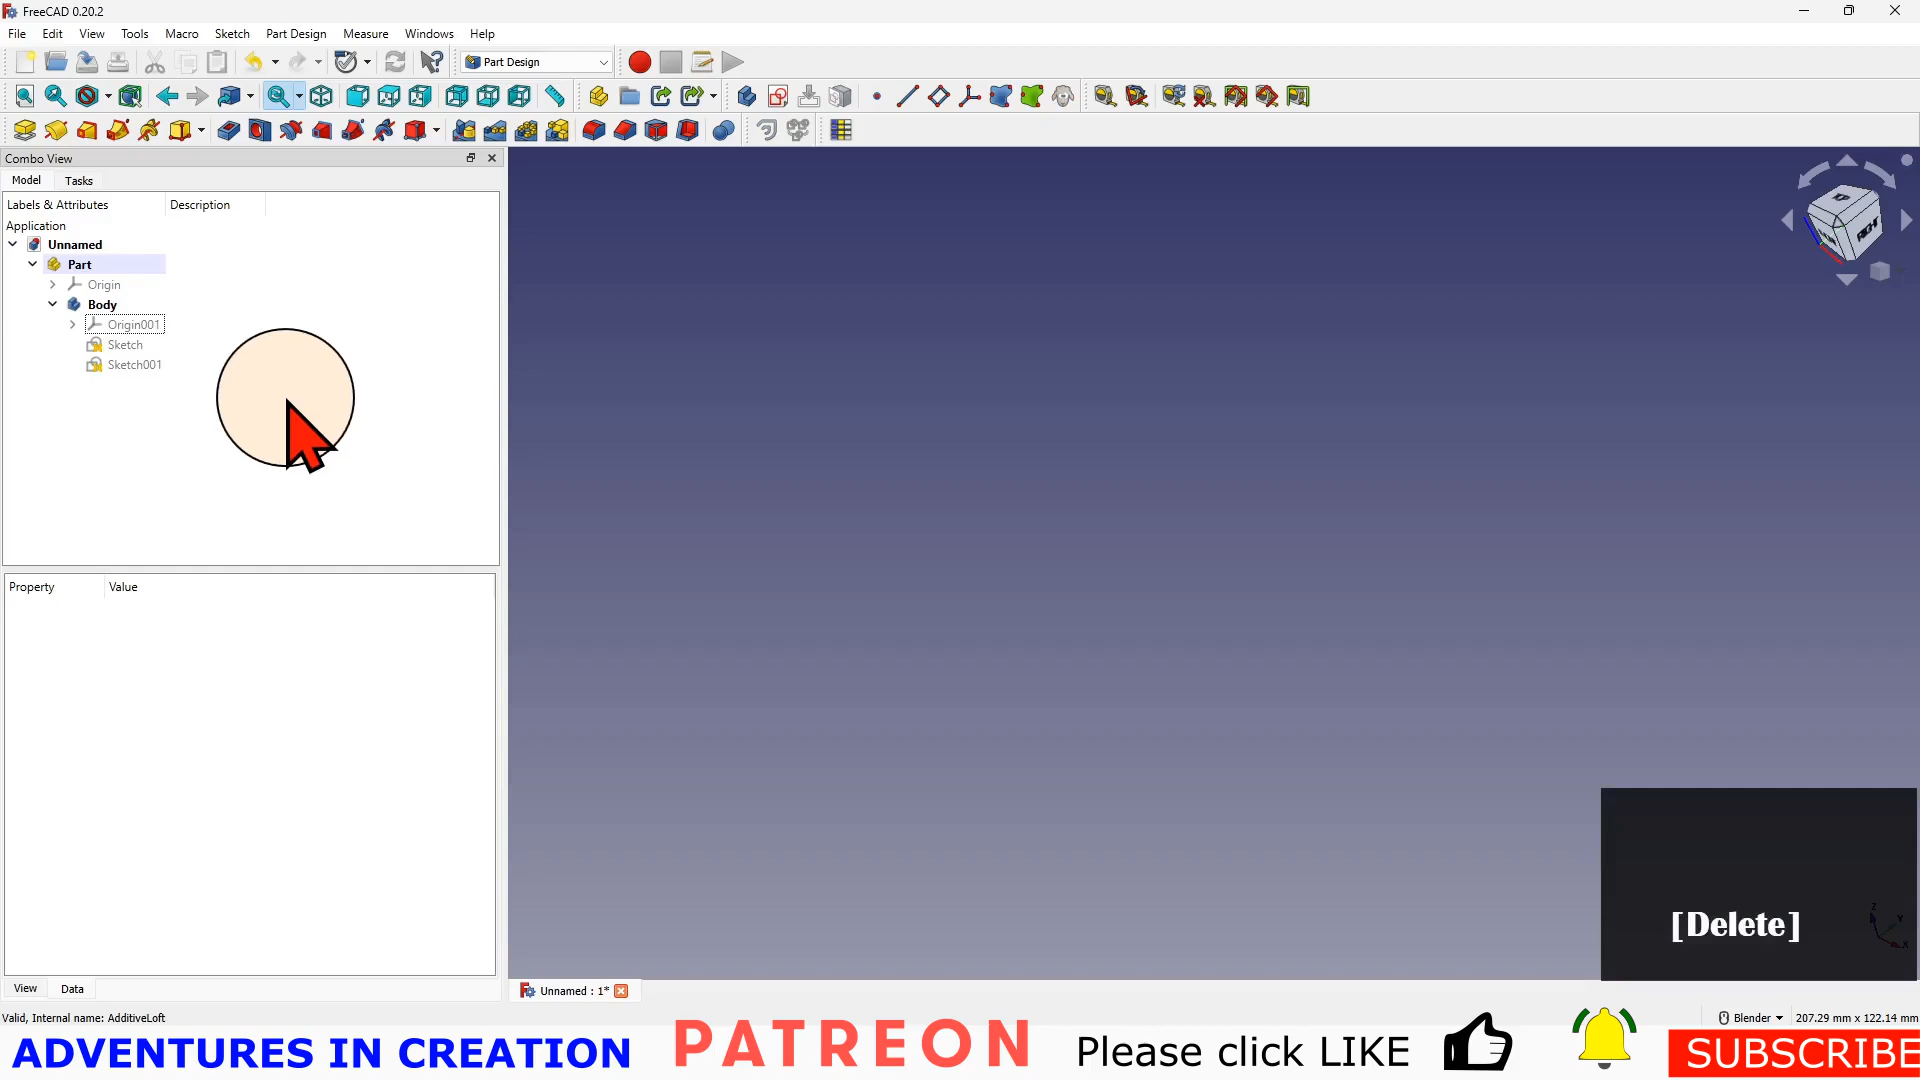 FreeCAD 0.20.2
File Edit View Tools Macro Sketch Part Design Measure Windows Help
Part Design
Combo View
Model Tasks
Labels & Attributes Description
Application
Unnamed
Part
Origin
Body
Origin001
Sketch
Sketch001
TOP
RIGHT
Property Value
[Delete]
Z
Y
X
View Data
Unnamed : 1*
Valid, Internal name: AdditiveLoft
Blender 207.29 mm x 122.14 mm
ADVENTURES IN CREATION PATREON Please click LIKE SUBSCRIBE